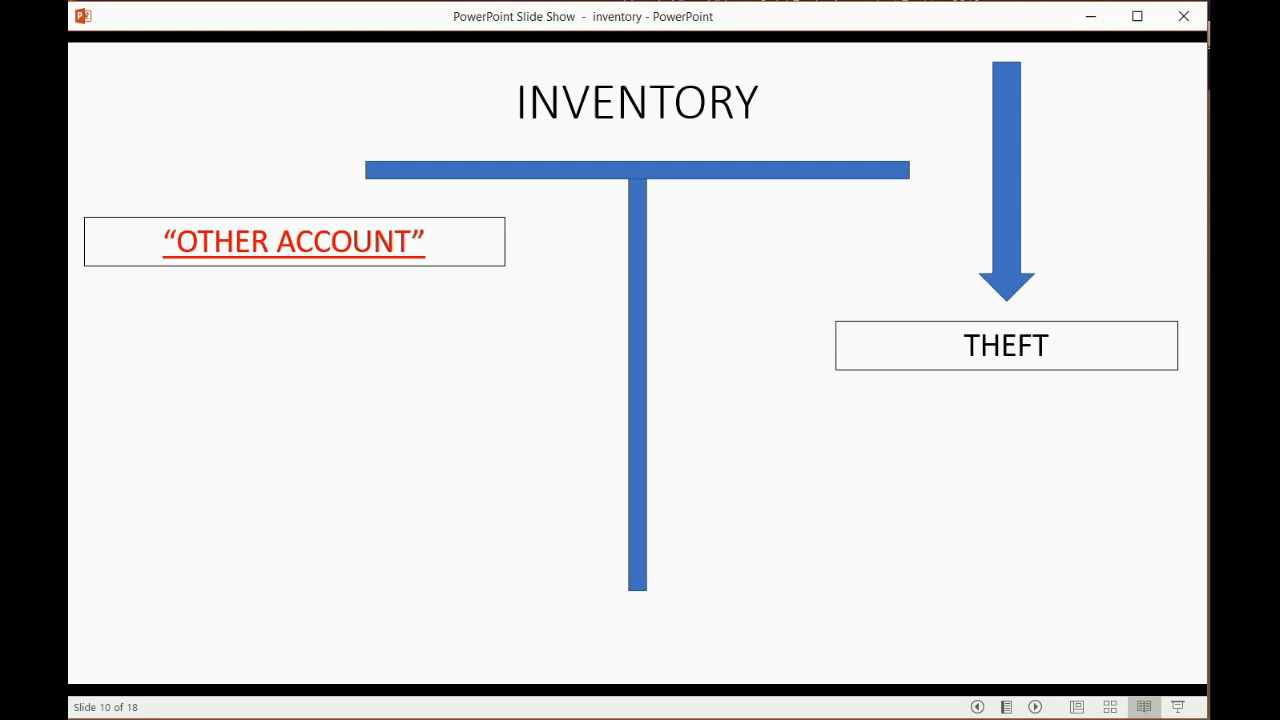 PowerPoint Slide Show - inventory - PowerPoint
INVENTORY
“OTHER ACCOUNT”
THEFT
Slide 10 of 18